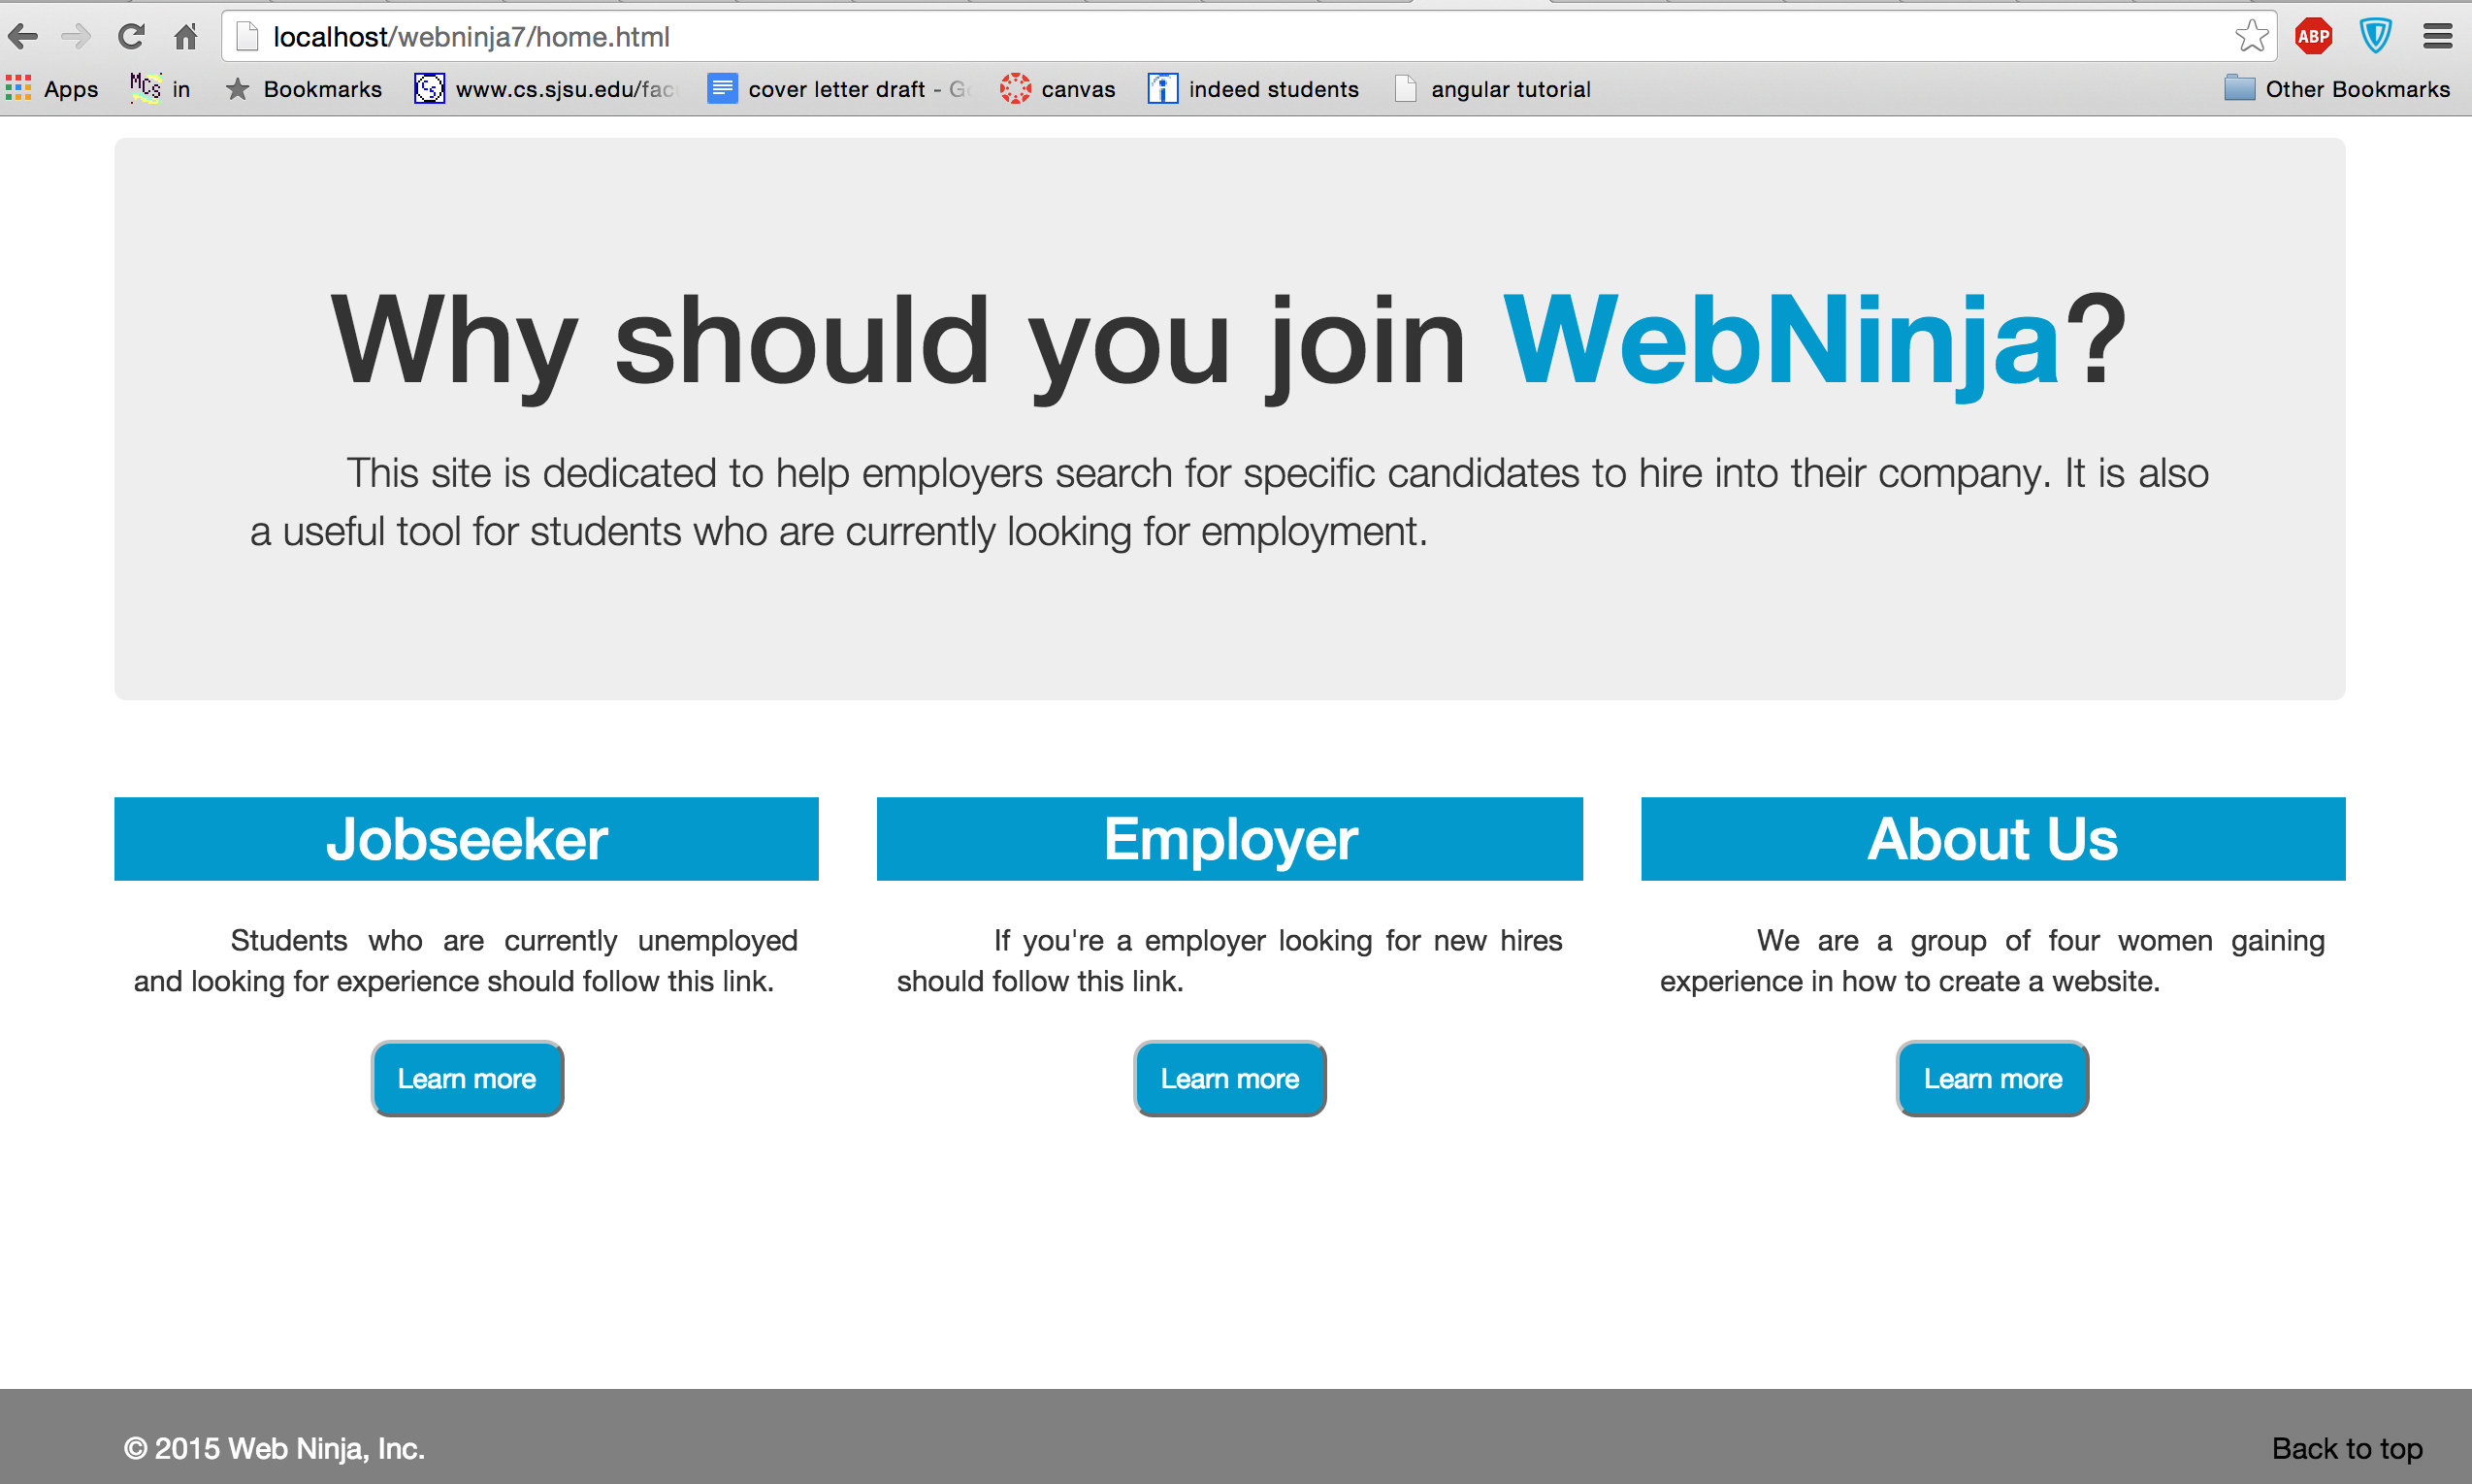 localhost/webninja7/home.html
ABP
Apps in Bookmarks www.cs.sjsu.edu/fac cover letter draft - G canvas indeed students angular tutorial Other Bookmarks
Why should you join WebNinja?
This site is dedicated to help employers search for specific candidates to hire into their company. It is also
a useful tool for students who are currently looking for employment.
Jobseeker
Students who are currently unemployed
and looking for experience should follow this link.
Learn more
Employer
If you're a employer looking for new hires
should follow this link.
Learn more
About Us
We are a group of four women gaining
experience in how to create a website.
Learn more
© 2015 Web Ninja, Inc.
Back to top